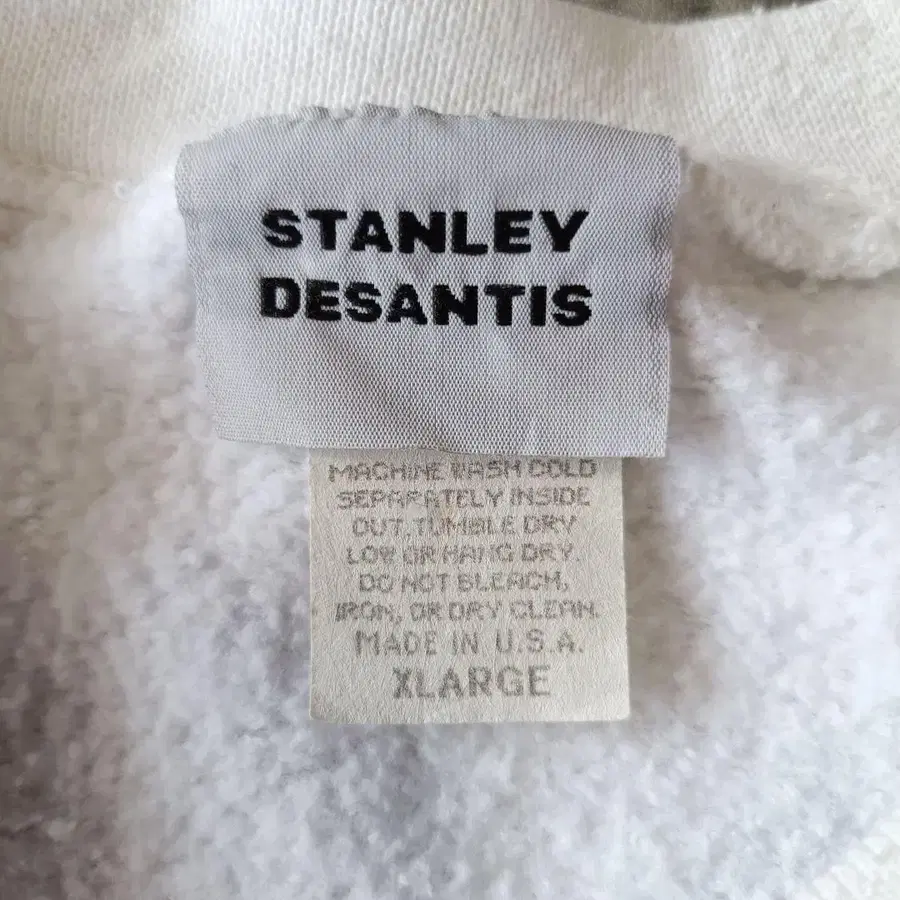 STANLEY
DESANTIS
MACHINE WASH COLD
SEPARATELY INSIDE
OUT, TUMBLE DRY
LOW OR HANG DRY.
DO NOT BLEACH,
IRON, OR DRY CLEAN.
MADE IN U.S.A.
XLARGE